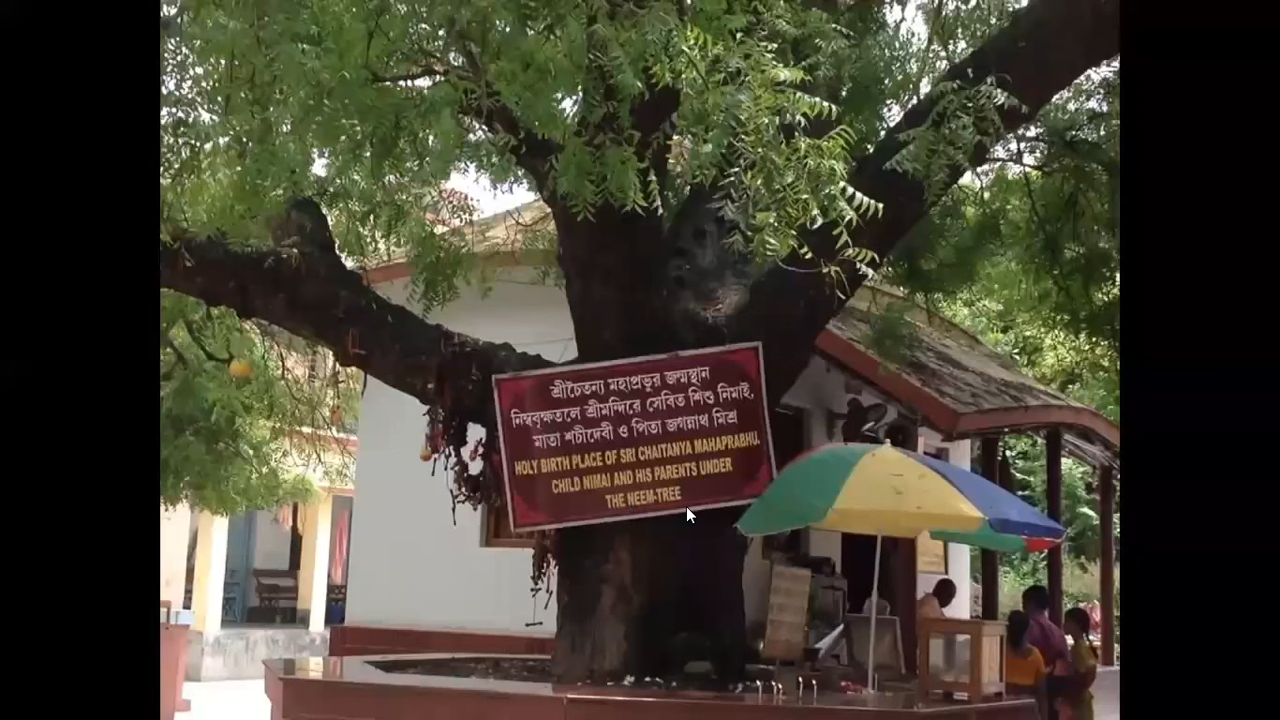 শ্রীচৈতন্য মহাপ্রভুর জন্মস্থান
নিম্ববৃক্ষতলে শ্রীমন্দিরে সেবিত শিশু নিমাই,
মাতা শচীদেবী ও পিতা জগন্নাথ মিশ্র
HOLY BIRTH PLACE OF SRI CHAITANYA MAHAPRABHU.
CHILD NIMAI AND HIS PARENTS UNDER
THE NEEM-TREE